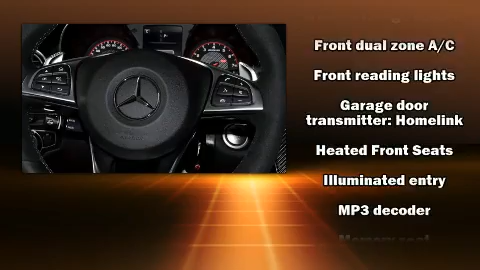 Front dual zone A/C
Front reading lights
Garage door
transmitter: Homelink
Heated Front Seats
Illuminated entry
MP3 decoder